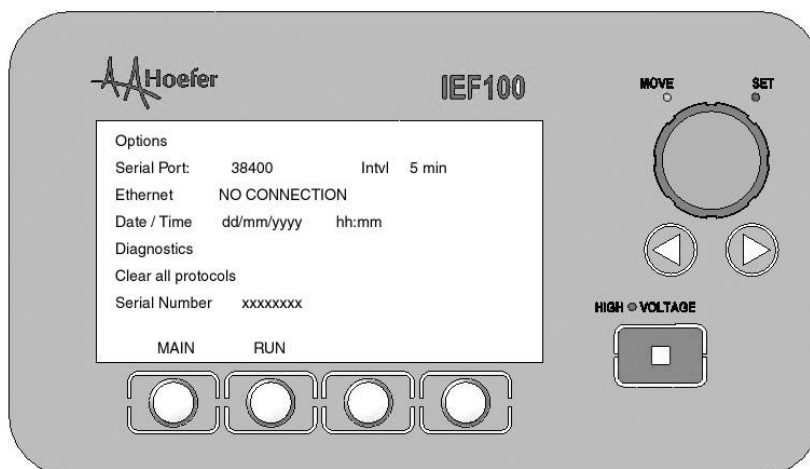 Hoefer
IEF100
MOVE SET
Options
Serial Port: 38400 Intvl 5 min
Ethernet NO CONNECTION
Date / Time dd/mm/yyyy hh:mm
Diagnostics
Clear all protocols
Serial Number xxxxxxxx
MAIN RUN
HIGH VOLTAGE